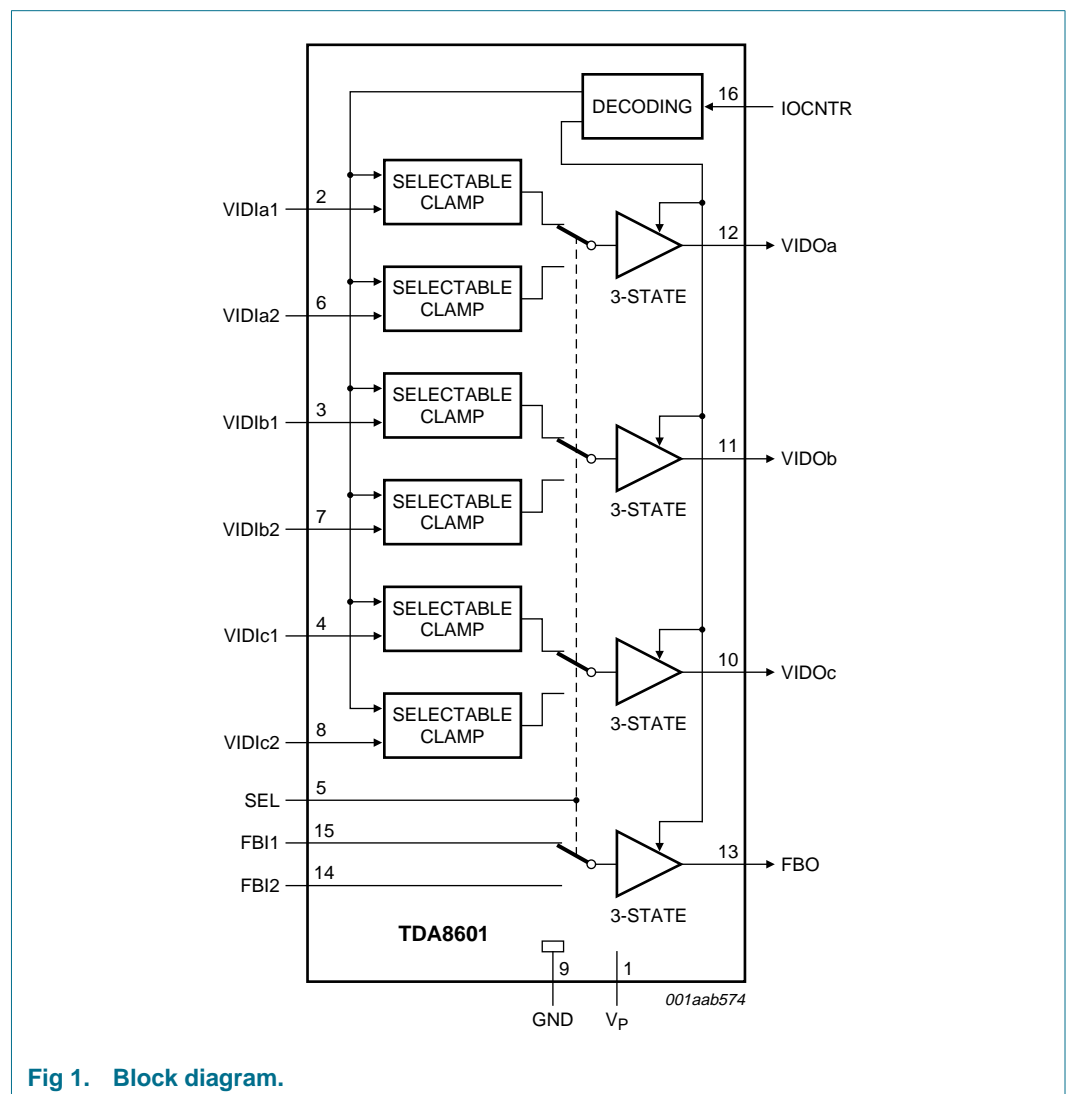 DECODING
16
IOCNTR
SELECTABLE
CLAMP
VIDIa1
2
12
VIDOa
3-STATE
SELECTABLE
CLAMP
VIDIa2
6
SELECTABLE
CLAMP
VIDIb1
3
11
VIDOb
3-STATE
SELECTABLE
CLAMP
VIDIb2
7
SELECTABLE
CLAMP
VIDIc1
4
10
VIDOc
3-STATE
SELECTABLE
CLAMP
VIDIc2
8
SEL
5
FBI1
15
13
FBO
FBI2
14
3-STATE
TDA8601
9
1
001aab574
GND
VP
Fig 1. Block diagram.